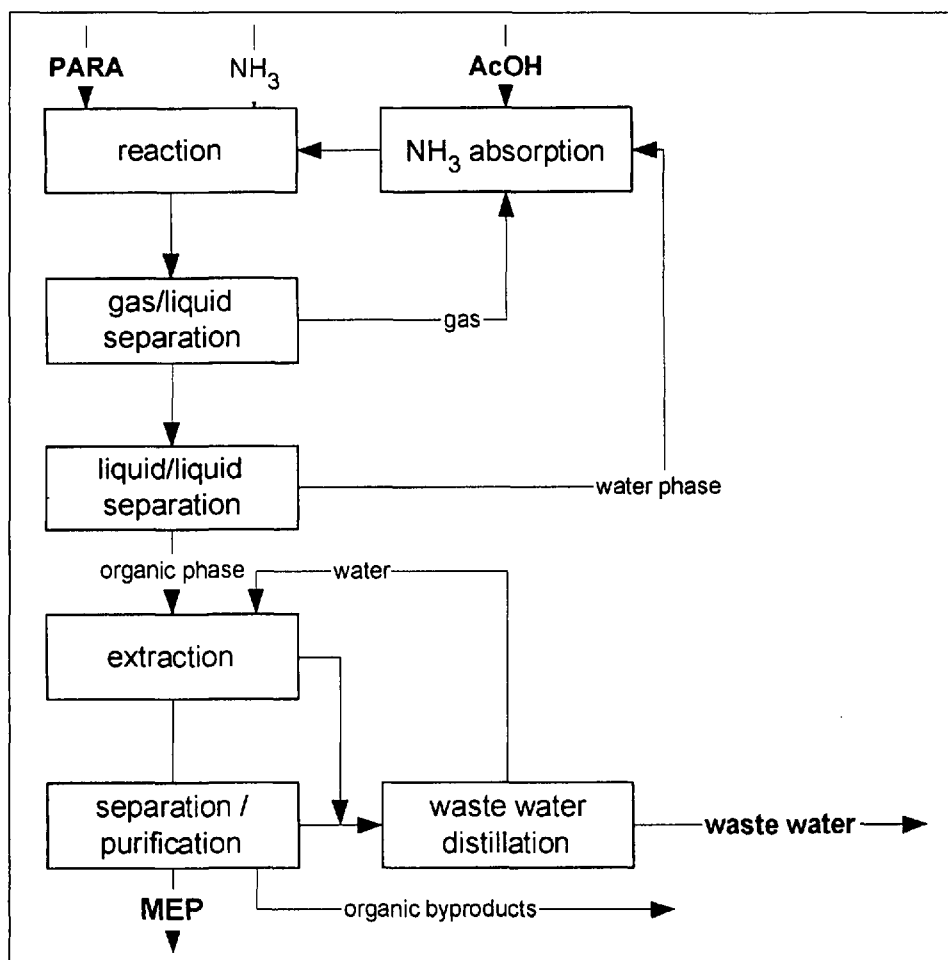 PARA
NH3
AcOH
reaction
NH3 absorption
gas/liquid
separation
gas
liquid/liquid
separation
water phase
organic phase
water
extraction
separation /
purification
waste water
distillation
waste water
MEP
organic byproducts